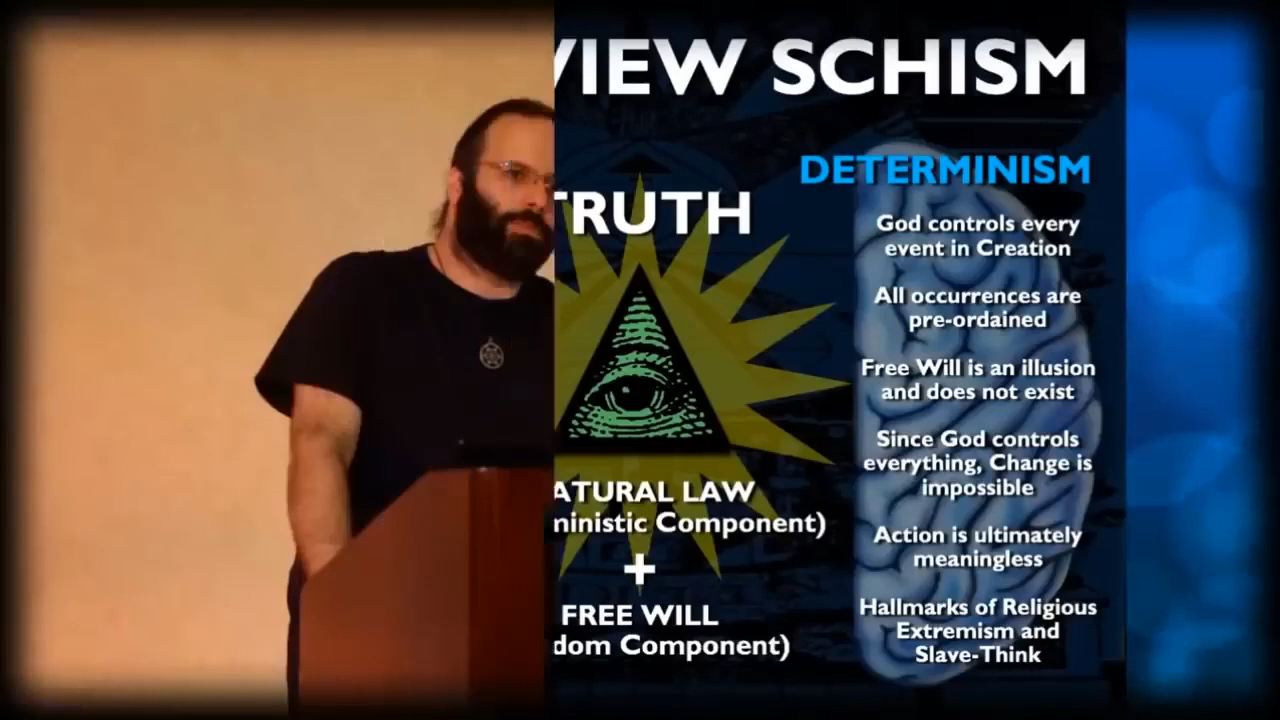 VIEW SCHISM
TRUTH
ATURAL LAW
ministic Component)
+
FREE WILL
dom Component)
DETERMINISM
God controls every
event in Creation
All occurrences are
pre-ordained
Free Will is an illusion
and does not exist
Since God controls
everything, Change is
impossible
Action is ultimately
meaningless
Hallmarks of Religious
Extremism and
Slave-Think